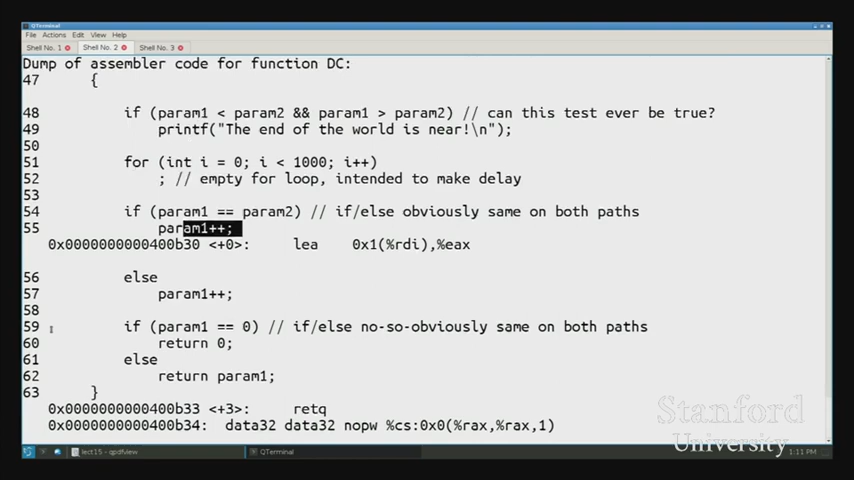 QTerminal
File Actions Edit View Help
Shell No. 1 Shell No. 2 Shell No. 3
Dump of assembler code for function DC:
47 {
48 if (param1 < param2 && param1 > param2) // can this test ever be true?
49 printf("The end of the world is near!\n");
50
51 for (int i = 0; i < 1000; i++)
52 ; // empty for loop, intended to make delay
53
54 if (param1 == param2) // if/else obviously same on both paths
55 param1++;
0x0000000000400b30 <+0>: lea 0x1(%rdi),%eax
56 else
57 param1++;
58
59 if (param1 == 0) // if/else no-so-obviously same on both paths
60 return 0;
61 else
62 return param1;
63 }
0x0000000000400b33 <+3>: retq
0x0000000000400b34: data32 data32 nopw %cs:0x0(%rax,%rax,1)
Stanford
University
lect15 - qpdfview QTerminal 1:11 PM